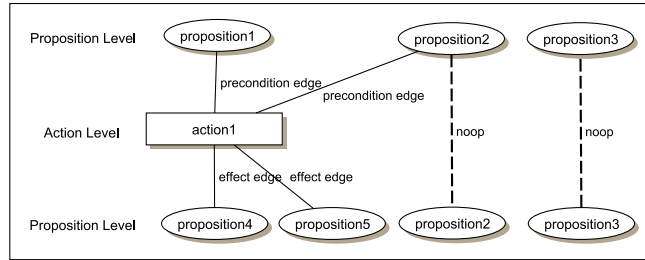 Proposition Level
proposition1
proposition2
proposition3
precondition edge
precondition edge
Action Level
action1
noop
noop
effect edge
effect edge
Proposition Level
proposition4
proposition5
proposition2
proposition3